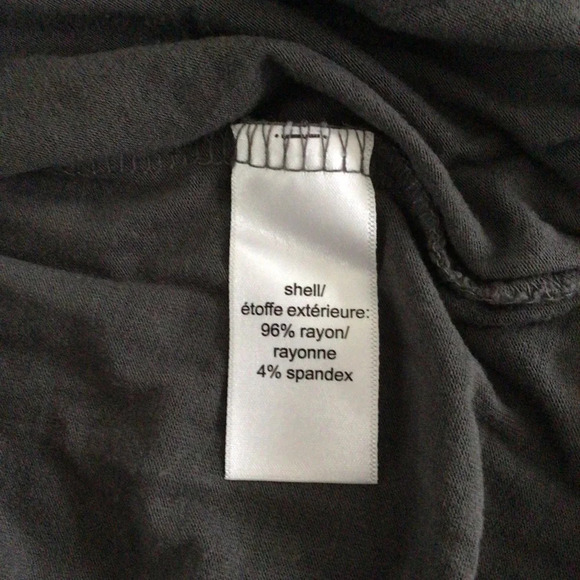 shell/
étoffe extérieure:
96% rayon/
rayonne
4% spandex